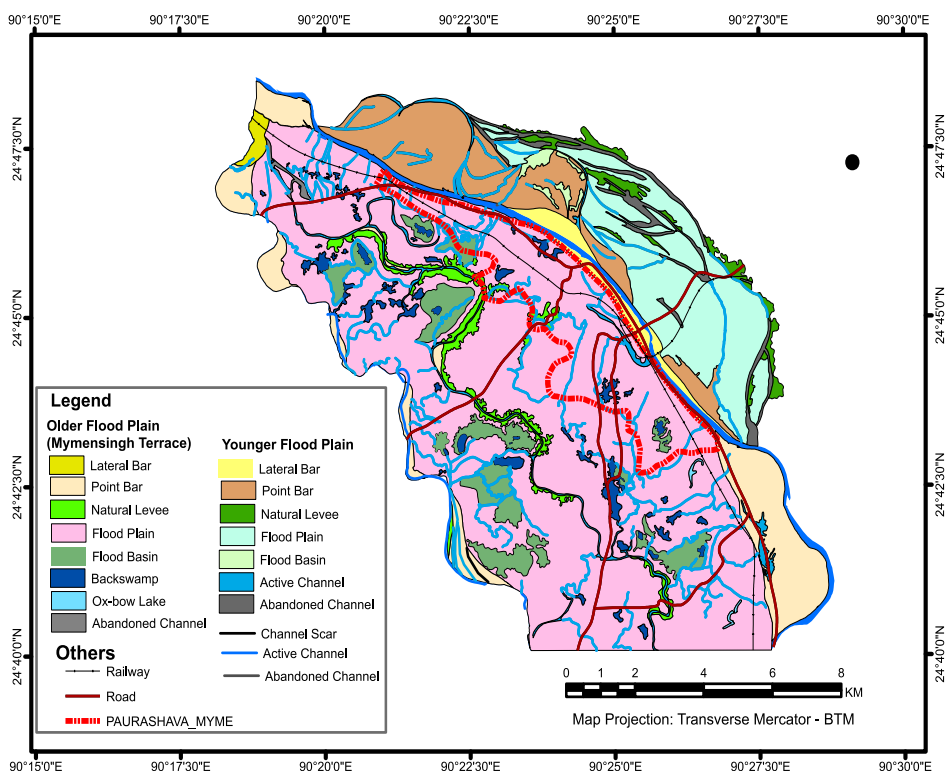 90°15'0"E 90°17'30"E 90°20'0"E 90°22'30"E 90°25'0"E 90°27'30"E 90°30'0"E
24°47'30"N 24°47'30"N
24°45'0"N 24°45'0"N
24°42'30"N 24°42'30"N
24°40'0"N 24°40'0"N
Legend
Older Flood Plain
(Mymensingh Terrace)
Lateral Bar
Point Bar
Natural Levee
Flood Plain
Flood Basin
Backswamp
Ox-bow Lake
Abandoned Channel
Younger Flood Plain
Lateral Bar
Point Bar
Natural Levee
Flood Plain
Flood Basin
Active Channel
Abandoned Channel
Channel Scar
Active Channel
Abandoned Channel
Others
Railway
Road
PAURASHAVA_MYME
0 1 2 4 6 8
KM
Map Projection: Transverse Mercator - BTM
90°15'0"E 90°17'30"E 90°20'0"E 90°22'30"E 90°25'0"E 90°27'30"E 90°30'0"E